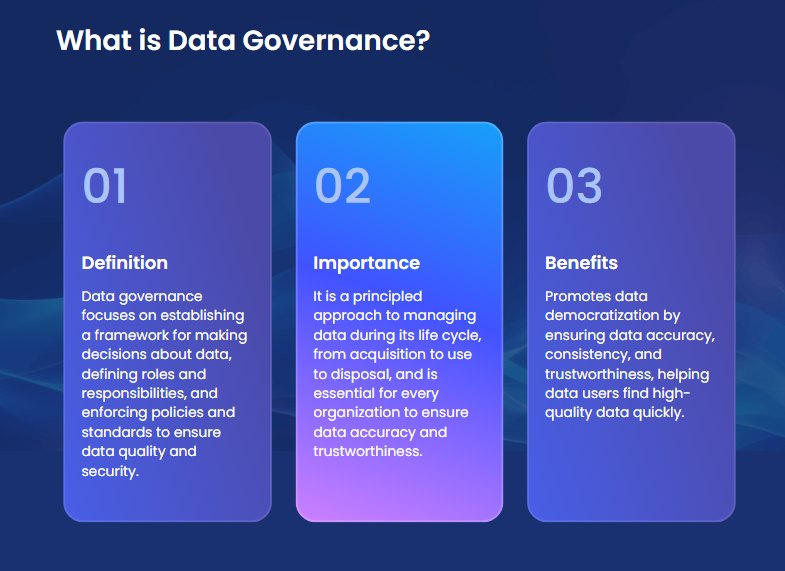 What is Data Governance?
01
Definition
Data governance
focuses on establishing
a framework for making
decisions about data,
defining roles and
responsibilities, and
enforcing policies and
standards to ensure
data quality and
security.
02
Importance
It is a principled
approach to managing
data during its life cycle,
from acquisition to use
to disposal, and is
essential for every
organization to ensure
data accuracy and
trustworthiness.
03
Benefits
Promotes data
democratization by
ensuring data accuracy,
consistency, and
trustworthiness, helping
data users find high-
quality data quickly.